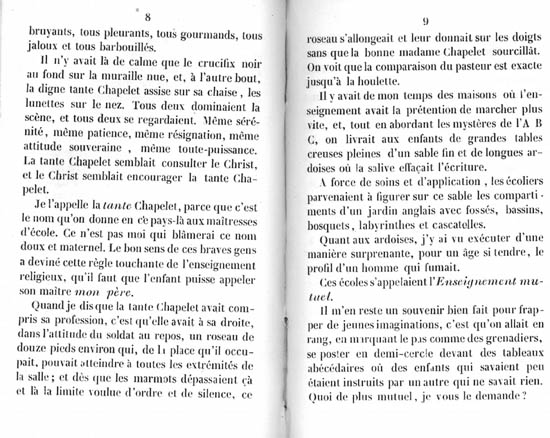 8
bruyants, tous pleurants, tous gourmands, tous
jaloux et tous barbouillés.
Il n'y avait là de calme que le crucifix noir
au fond sur la muraille nue, et, à l'autre bout,
la digne tante Chapelet assise sur sa chaise, les
lunettes sur le nez. Tous deux dominaient la
scène, et tous deux se regardaient. Même séré-
nité, même patience, même résignation, même
attitude souveraine, même toute-puissance.
La tante Chapelet semblait consulter le Christ,
et le Christ semblait encourager la tante Cha-
pelet.
Je l'appelle la tante Chapelet, parce que c'est
le nom qu'on donne en ce pays-là aux maîtresses
d'école. Ce n'est pas moi qui blâmerai ce nom
doux et maternel. Le bon sens de ces braves gens
a deviné cette règle touchante de l'enseignement
religieux, qu'il faut que l'enfant puisse appeler
son maître mon père.
Quand je dis que la tante Chapelet avait com-
pris sa profession, c'est qu'elle avait à sa droite,
dans l'attitude du soldat au repos, un roseau de
douze pieds environ qui, de la place qu'il occu-
pait, pouvait atteindre à toutes les extrémités de
la salle; et dès que les marmots dépassaient çà
et là la limite voulue d'ordre et de silence, ce
9
roseau s'allongeait et leur donnait sur les doigts
sans que la bonne madame Chapelet sourcillât.
On voit que la comparaison du pasteur est exacte
jusqu'à la houlette.
Il y avait de mon temps des maisons où l'en-
seignement avait la prétention de marcher plus
vite, et, tout en abordant les mystères de l'A B
C, on livrait aux enfants de grandes tables
creuses pleines d'un sable fin et de longues ar-
doises où la salive effaçait l'écriture.
A force de soins et d'application, les écoliers
parvenaient à figurer sur ce sable les comparti-
ments d'un jardin anglais avec fossés, bassins,
bosquets, labyrinthes et cascatelles.
Quant aux ardoises, j'y ai vu exécuter d'une
manière surprenante, pour un âge si tendre, le
profil d'un homme qui fumait.
Ces écoles s'appelaient l'Enseignement mu-
tuel.
Il m'en reste un souvenir bien fait pour frap-
per de jeunes imaginations, c'est qu'on allait en
rang, en marquant le pas comme des grenadiers,
se poster en demi-cercle devant des tableaux
abécédaires où des enfants qui savaient peu
étaient instruits par un autre qui ne savait rien.
Quoi de plus mutuel, je vous le demande?